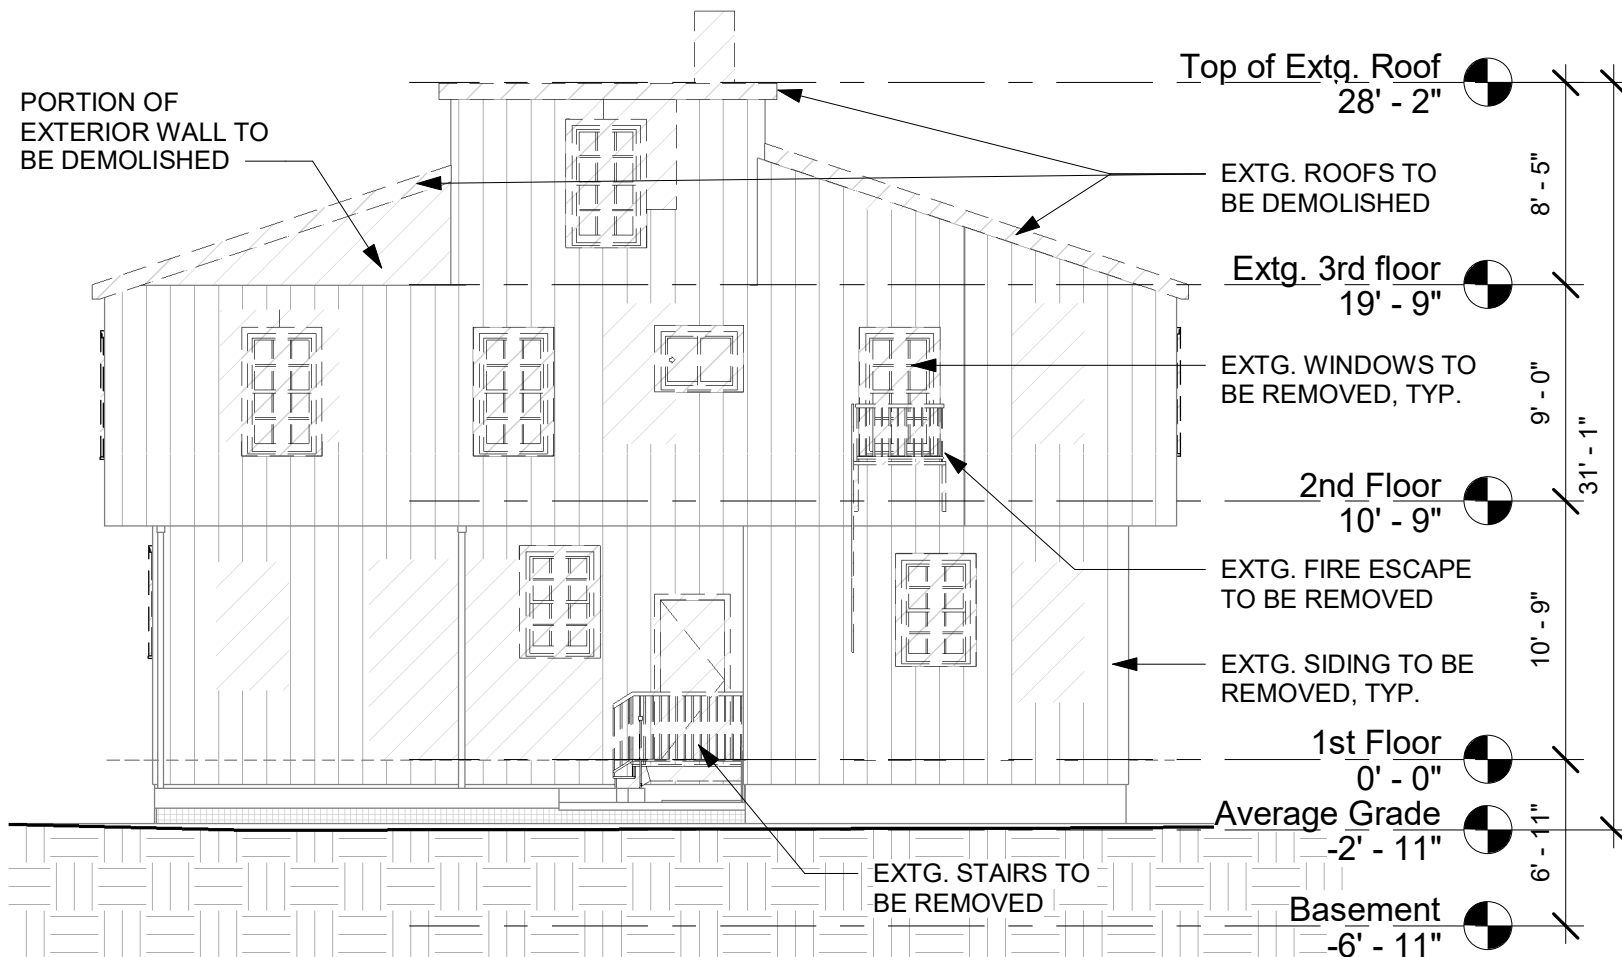 Top of Extg. Roof
28' - 2"
PORTION OF
EXTERIOR WALL TO
BE DEMOLISHED
EXTG. ROOFS TO
BE DEMOLISHED
8' - 5"
Extg. 3rd floor
19' - 9"
EXTG. WINDOWS TO
BE REMOVED, TYP.
9' - 0"
31' - 1"
2nd Floor
10' - 9"
EXTG. FIRE ESCAPE
TO BE REMOVED
10' - 9"
EXTG. SIDING TO BE
REMOVED, TYP.
1st Floor
0' - 0"
Average Grade
-2' - 11"
6' - 11"
EXTG. STAIRS TO
BE REMOVED
Basement
-6' - 11"